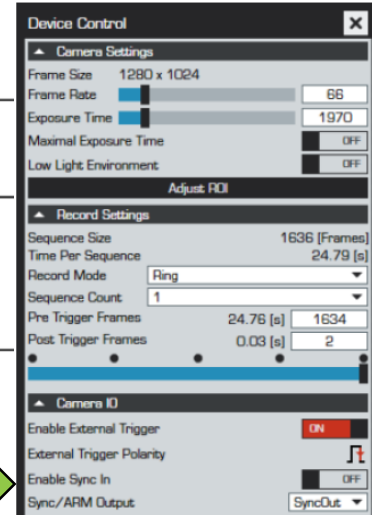 Device Control
Camera Settings
Frame Size 1280 x 1024
Frame Rate 66
Exposure Time 1970
Maximal Exposure Time OFF
Low Light Environment OFF
Adjust ROI
Record Settings
Sequence Size 1636 [Frames]
Time Per Sequence 24.79 [s]
Record Mode Ring
Sequence Count 1
Pre Trigger Frames 24.76 [s] 1634
Post Trigger Frames 0.03 [s] 2
Camera IO
Enable External Trigger ON
External Trigger Polarity
Enable Sync In OFF
Sync/ARM Output SyncOut